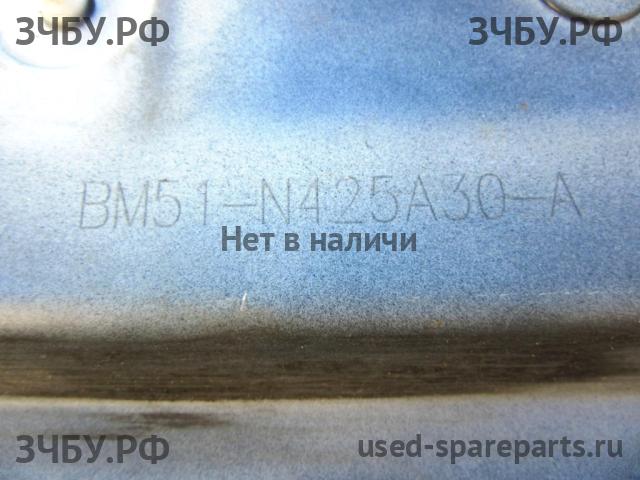 ЗЧБУ.РФ ЗЧБУ.РФ
BM51-N425A30-A
Нет в наличи
ЗЧБУ.РФ used-spareparts.ru